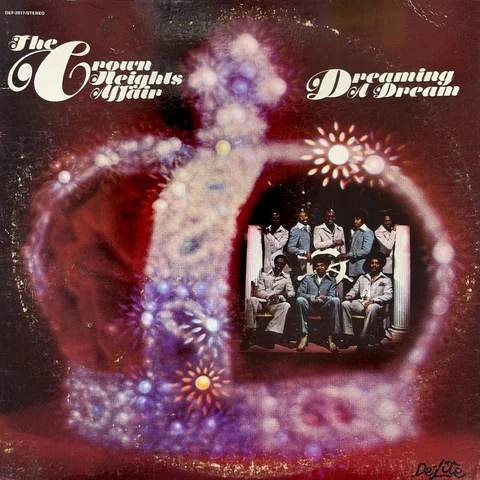 DEP-2017/STEREO
The
Crown
Heights
Affair
Dreaming
A Dream
De-Lite